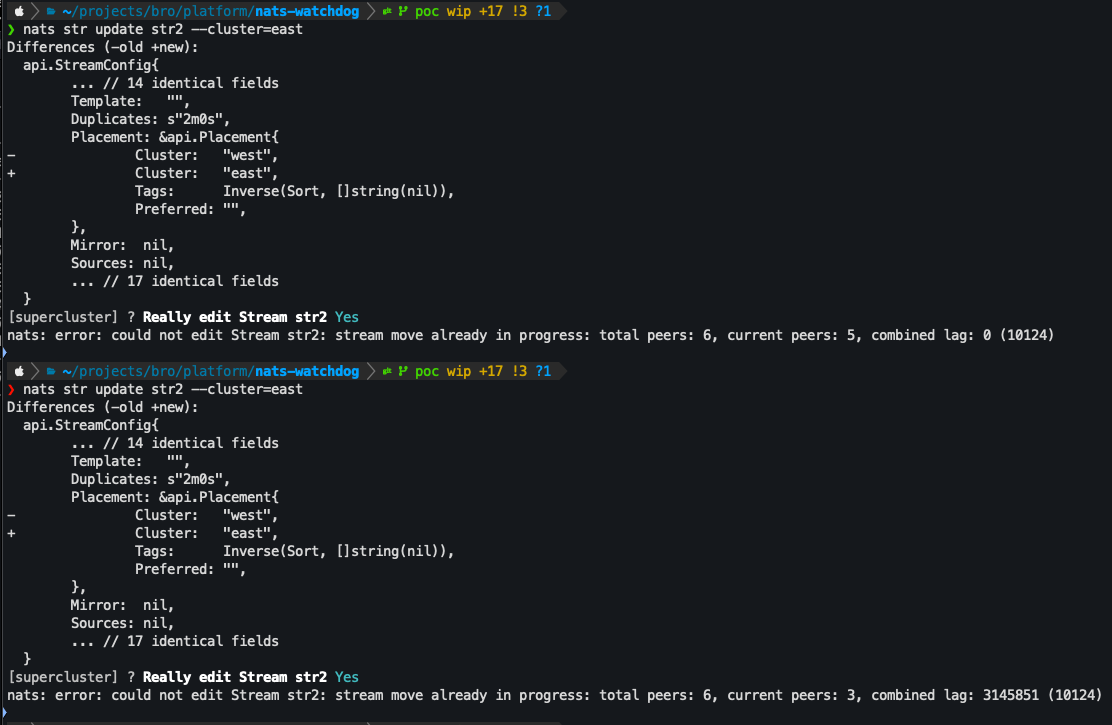 ~/projects/bro/platform/nats-watchdog poc wip +17 !3 ?1
❯ nats str update str2 --cluster=east
Differences (-old +new):
api.StreamConfig{
... // 14 identical fields
Template: "",
Duplicates: s"2m0s",
Placement: &api.Placement{
- Cluster: "west",
+ Cluster: "east",
Tags: Inverse(Sort, []string(nil)),
Preferred: "",
},
Mirror: nil,
Sources: nil,
... // 17 identical fields
}
[supercluster] ? Really edit Stream str2 Yes
nats: error: could not edit Stream str2: stream move already in progress: total peers: 6, current peers: 5, combined lag: 0 (10124)
~/projects/bro/platform/nats-watchdog poc wip +17 !3 ?1
❯ nats str update str2 --cluster=east
Differences (-old +new):
api.StreamConfig{
... // 14 identical fields
Template: "",
Duplicates: s"2m0s",
Placement: &api.Placement{
- Cluster: "west",
+ Cluster: "east",
Tags: Inverse(Sort, []string(nil)),
Preferred: "",
},
Mirror: nil,
Sources: nil,
... // 17 identical fields
}
[supercluster] ? Really edit Stream str2 Yes
nats: error: could not edit Stream str2: stream move already in progress: total peers: 6, current peers: 3, combined lag: 3145851 (10124)